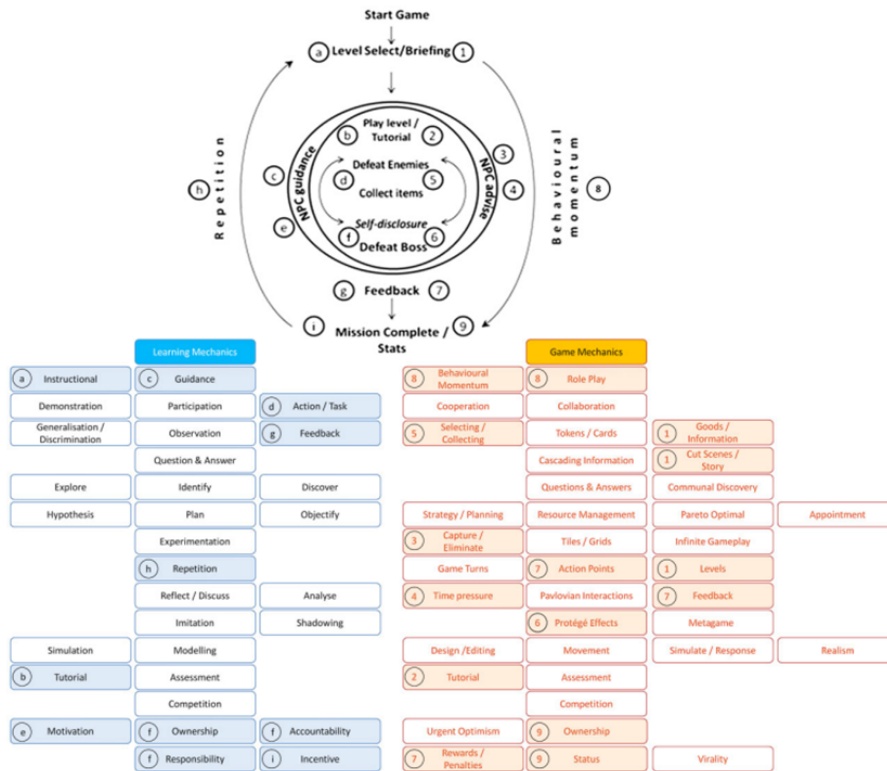 Start Game
a Level Select/Briefing 1
Play level /
b Tutorial 2
3
Defeat Enemies
c NPC guidance d 5 NPC advise 4
Collect items
h Repetition
Behavioural
momentum 8
e
Self-disclosure
f 6
Defeat Boss
g Feedback 7
i Mission Complete / 9
Stats
Learning Mechanics
a Instructional
c Guidance
Demonstration
Participation
d Action / Task
Generalisation /
Discrimination
Observation
g Feedback
Question & Answer
Explore
Identify
Discover
Hypothesis
Plan
Objectify
Experimentation
h Repetition
Reflect / Discuss
Analyse
Imitation
Shadowing
Simulation
Modelling
b Tutorial
Assessment
Competition
e Motivation
f Ownership
f Accountability
f Responsibility
i Incentive
Game Mechanics
8 Behavioural
Momentum
8 Role Play
Cooperation
Collaboration
5 Selecting /
Collecting
Tokens / Cards
1 Goods /
Information
Cascading Information
1 Cut Scenes /
Story
Questions & Answers
Communal Discovery
Strategy / Planning
Resource Management
Pareto Optimal
Appointment
3 Capture /
Eliminate
Tiles / Grids
Infinite Gameplay
Game Turns
7 Action Points
1 Levels
4 Time pressure
Pavlovian Interactions
7 Feedback
6 Protégé Effects
Metagame
Design /Editing
Movement
Simulate / Response
Realism
2 Tutorial
Assessment
Competition
Urgent Optimism
9 Ownership
7 Rewards /
Penalties
9 Status
Virality